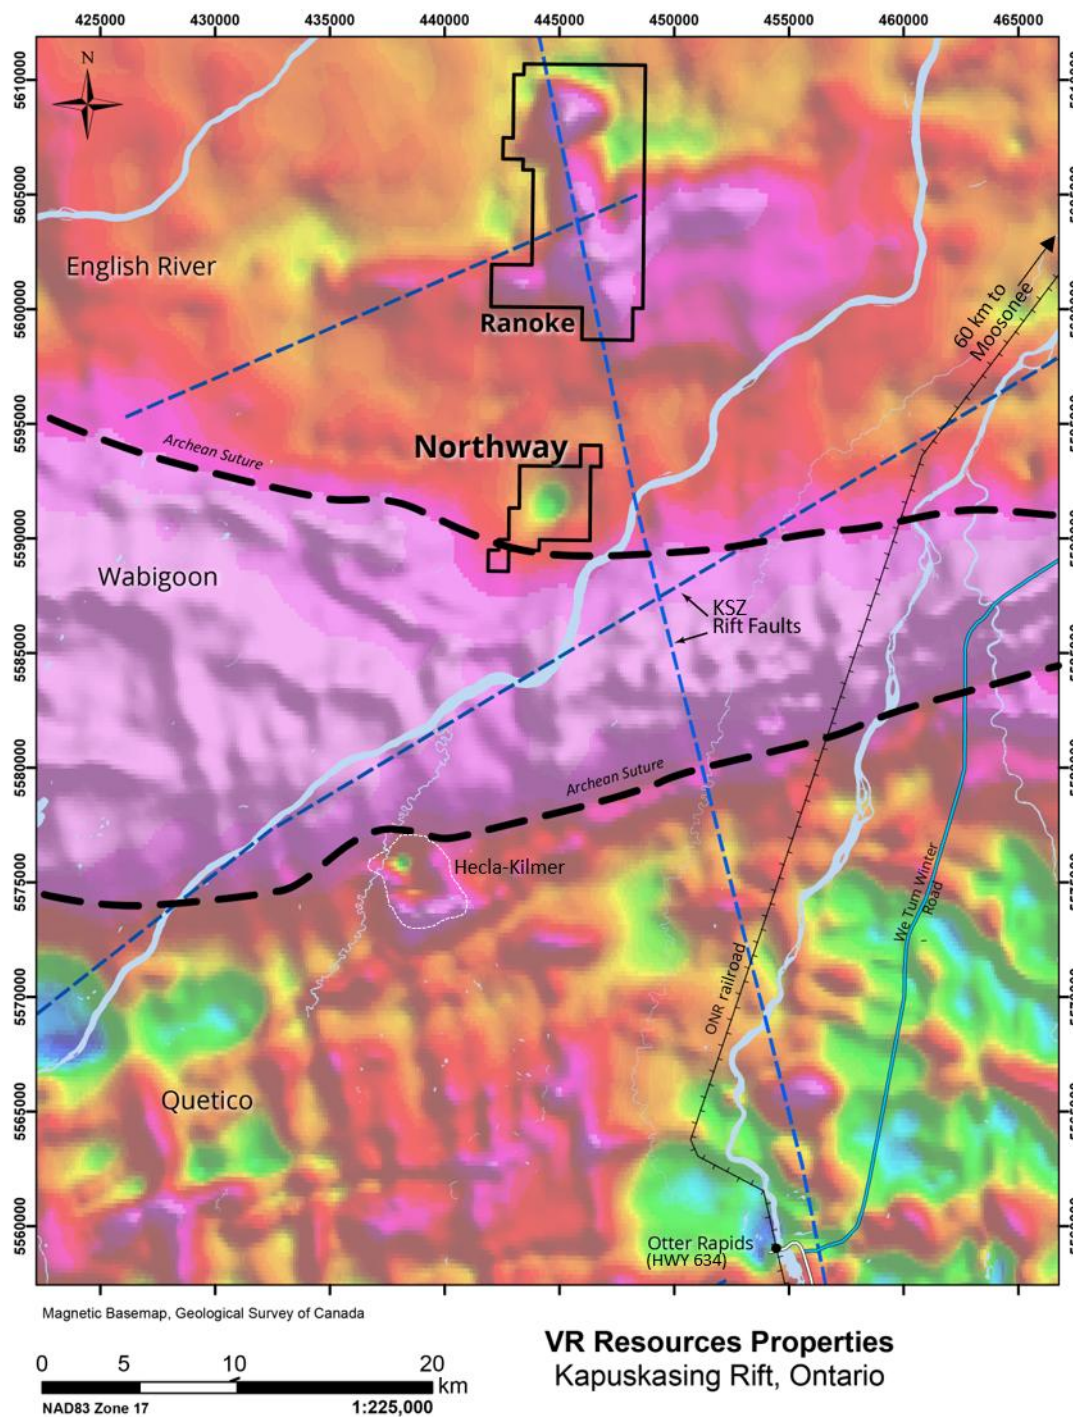 425000 430000 435000 440000 445000 450000 455000 460000 465000
5610000
5605000
5600000
5595000
5590000
5585000
5580000
5575000
5570000
5565000
5560000
N
English River
Ranoke
60 km to
Moosonee
Northway
Archean Suture
Wabigoon
KSZ
Rift Faults
Archean Suture
Hecla-Kilmer
We Tum Winter
Road
ONR railroad
Quetico
Otter Rapids
(HWY 634)
Magnetic Basemap, Geological Survey of Canada
VR Resources Properties
Kapuskasing Rift, Ontario
0 5 10 20
km
NAD83 Zone 17 1:225,000